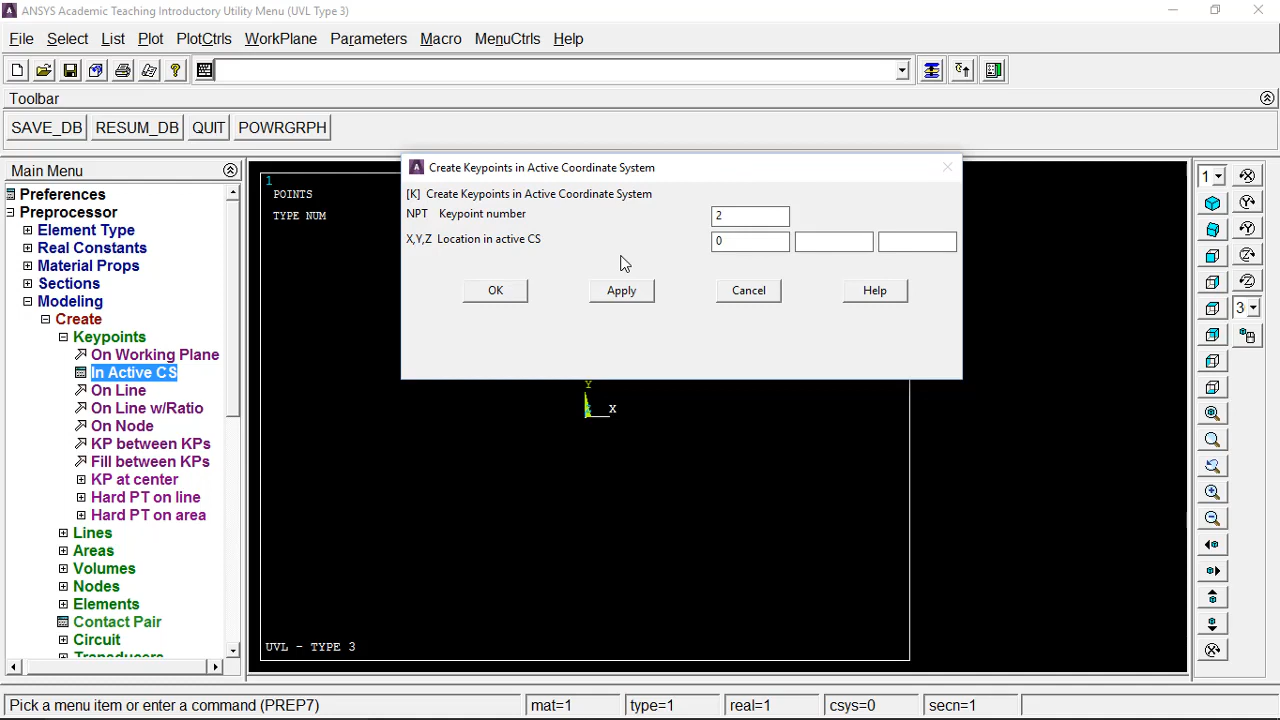 ANSYS Academic Teaching Introductory Utility Menu (UVL Type 3)
File Select List Plot PlotCtrls WorkPlane Parameters Macro MenuCtrls Help
Toolbar
SAVE_DB RESUM_DB QUIT POWRGRPH
Main Menu
Preferences
Preprocessor
Element Type
Real Constants
Material Props
Sections
Modeling
Create
Keypoints
On Working Plane
In Active CS
On Line
On Line w/Ratio
On Node
KP between KPs
Fill between KPs
KP at center
Hard PT on line
Hard PT on area
Lines
Areas
Volumes
Nodes
Elements
Contact Pair
Circuit
1
POINTS
TYPE NUM
Create Keypoints in Active Coordinate System
[K] Create Keypoints in Active Coordinate System
NPT Keypoint number 2
X,Y,Z Location in active CS 0
OK Apply Cancel Help
Y
X
UVL - TYPE 3
1
3
Pick a menu item or enter a command (PREP7) mat=1 type=1 real=1 csys=0 secn=1